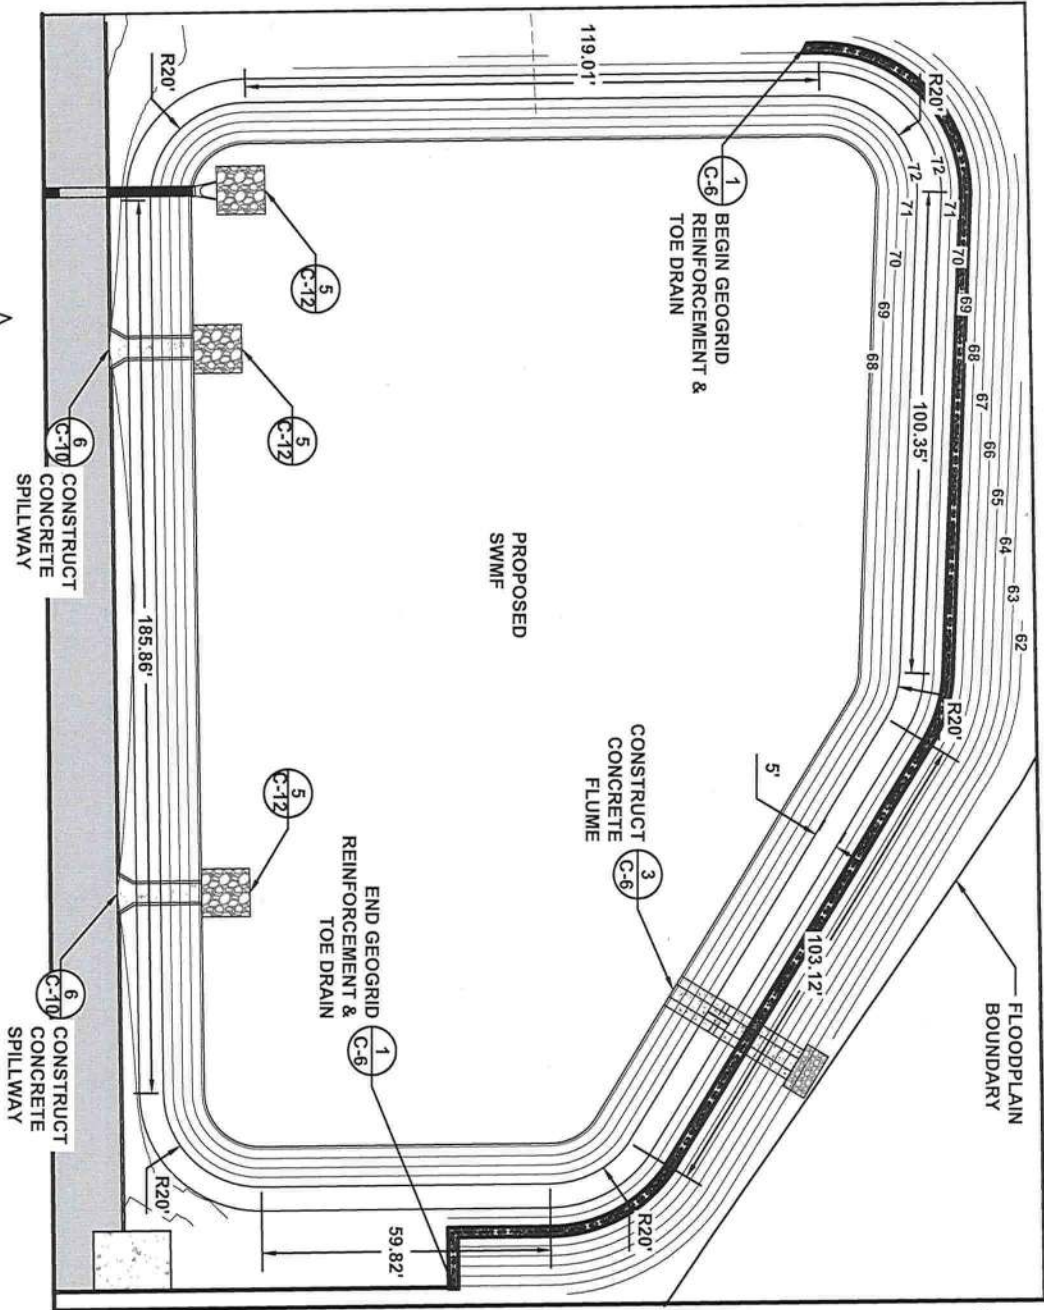 119.01'
R20'
R20'
72
71
70
69
68
72
71
70
69
68
67
66
65
64
63
62
100.35'
1
C-6
BEGIN GEOGRID
REINFORCEMENT &
TOE DRAIN
5
C-12
5
C-12
6
C-10
CONSTRUCT
CONCRETE
SPILLWAY
PROPOSED
SWMF
185.86'
R20'
5'
CONSTRUCT
CONCRETE
FLUME
3
C-6
103.12'
FLOODPLAIN
BOUNDARY
5
C-12
END GEOGRID
REINFORCEMENT &
TOE DRAIN
1
C-6
6
C-10
CONSTRUCT
CONCRETE
SPILLWAY
R20'
R20'
59.82'